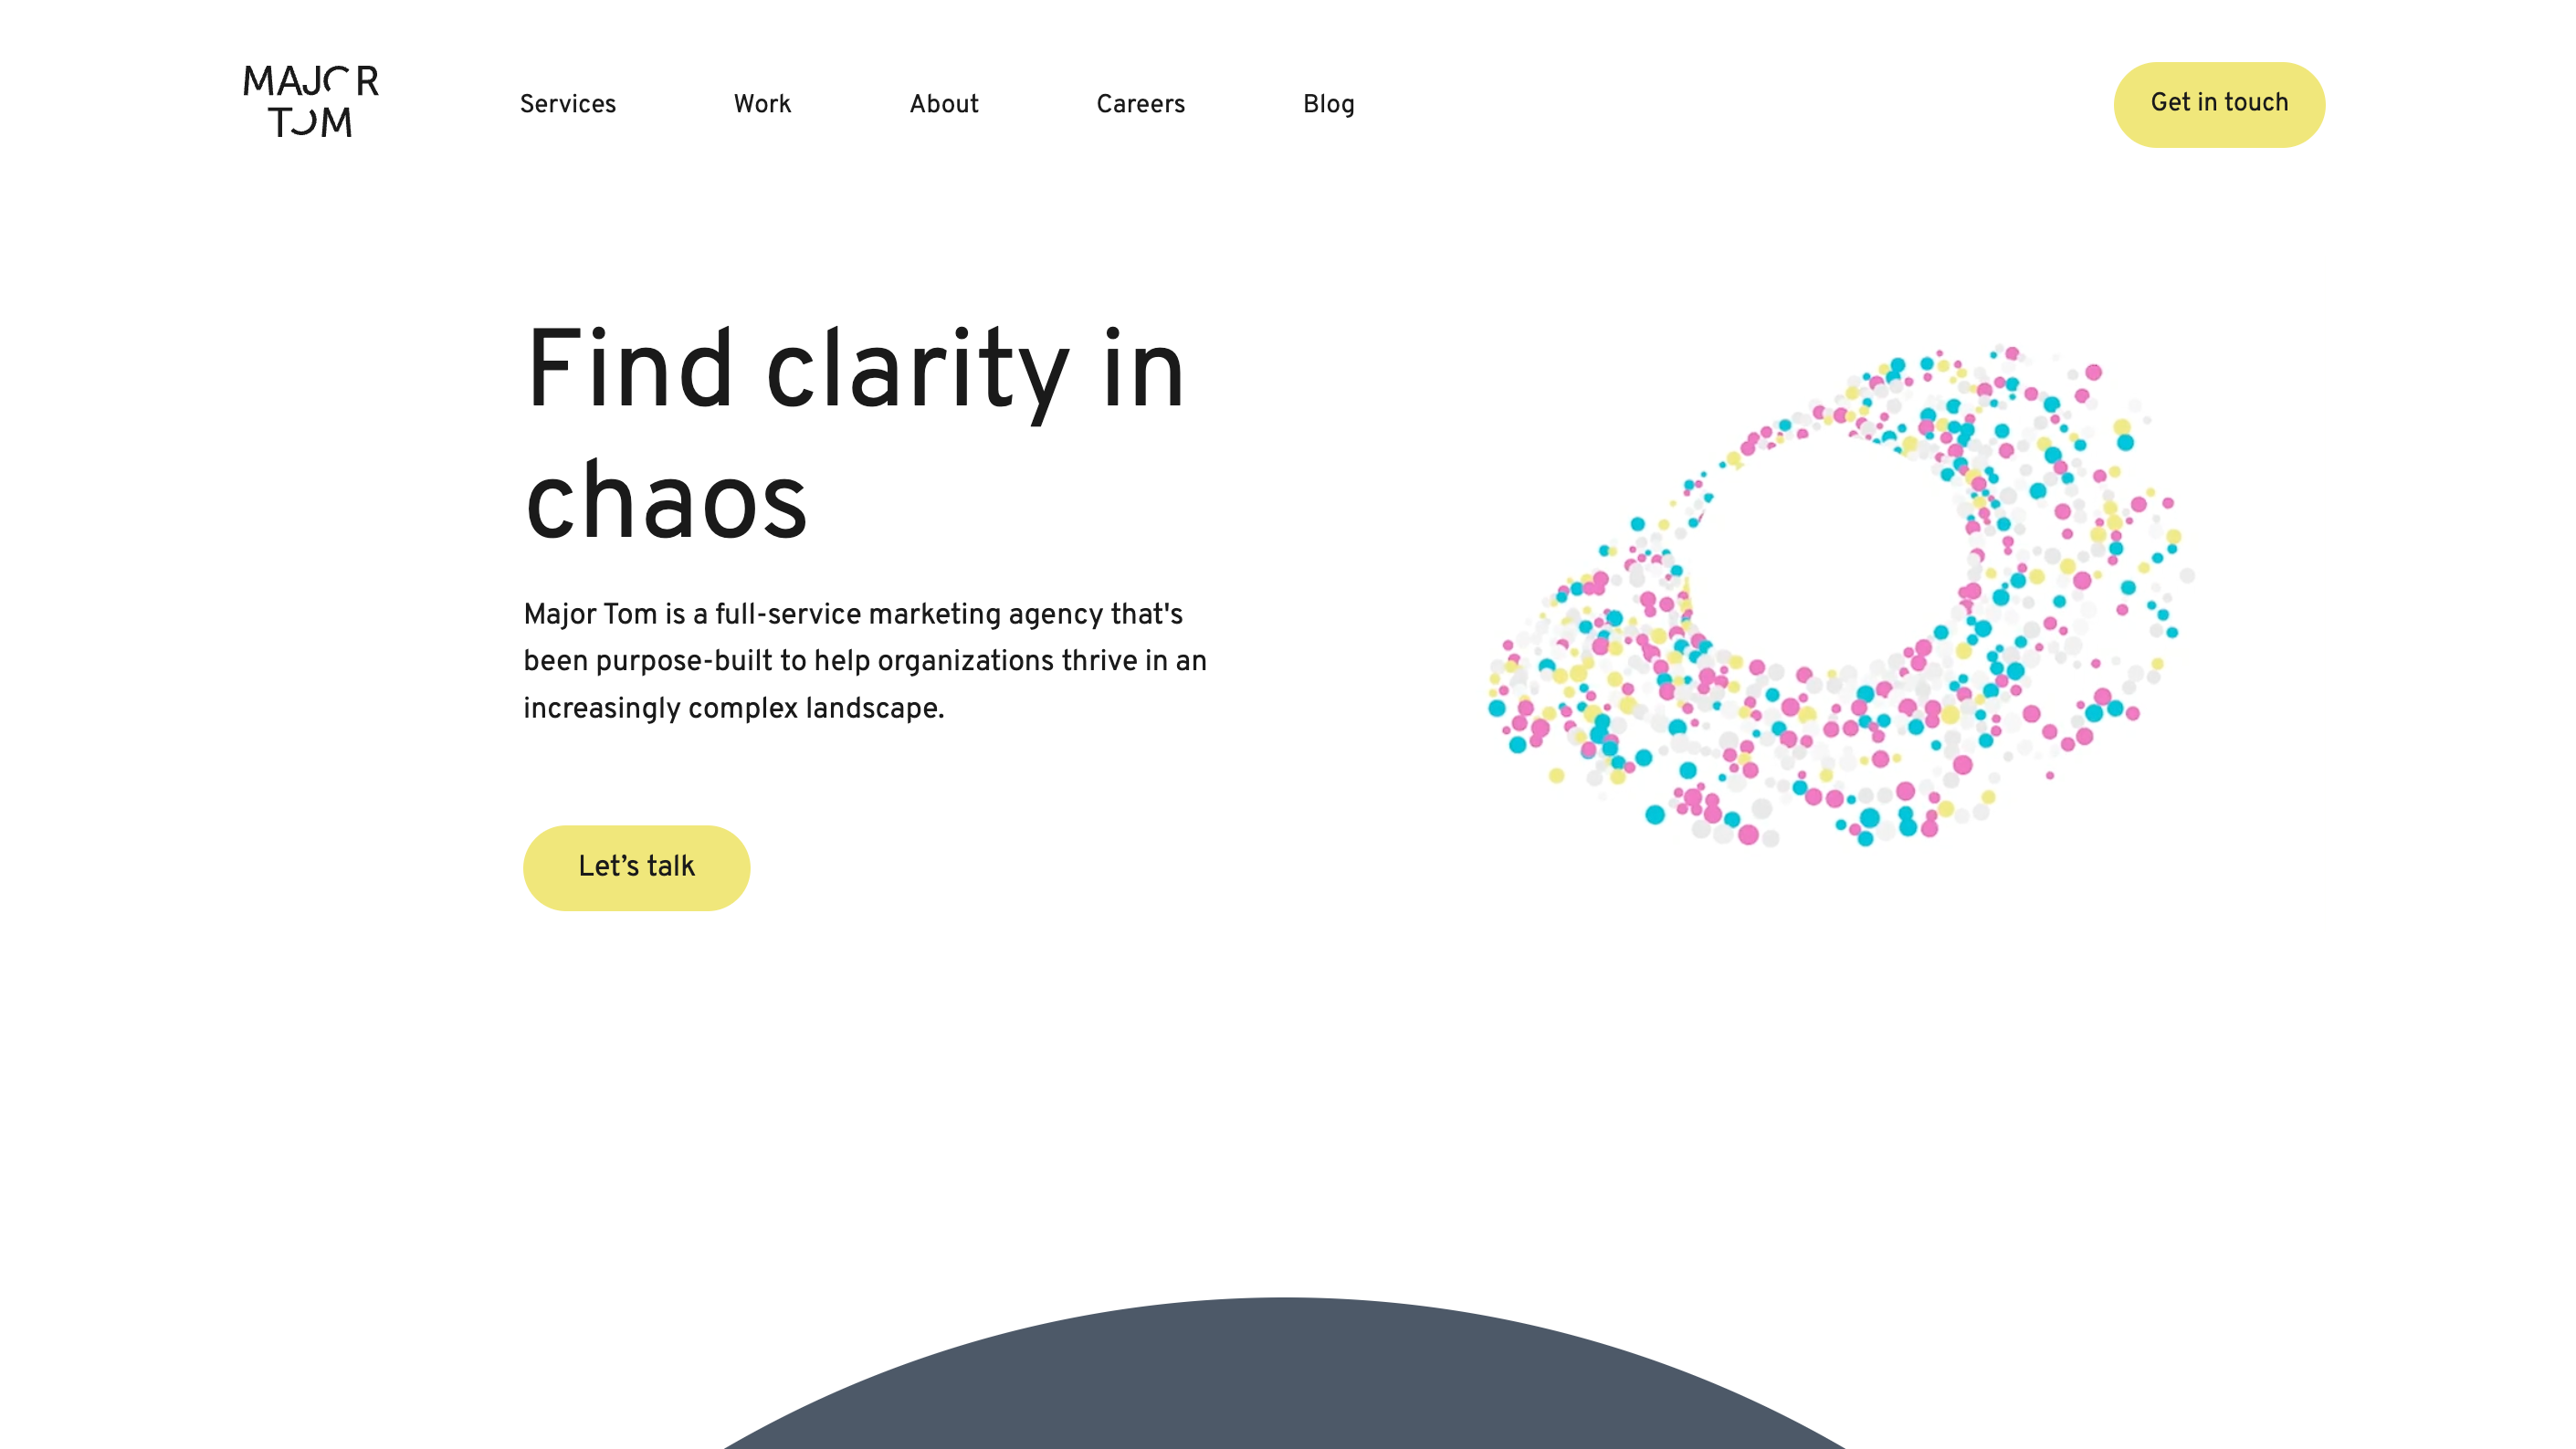 MAJOR
TOM
Services
Work
About
Careers
Blog
Get in touch
Find clarity in
chaos
Major Tom is a full-service marketing agency that's
been purpose-built to help organizations thrive in an
increasingly complex landscape.
Let’s talk